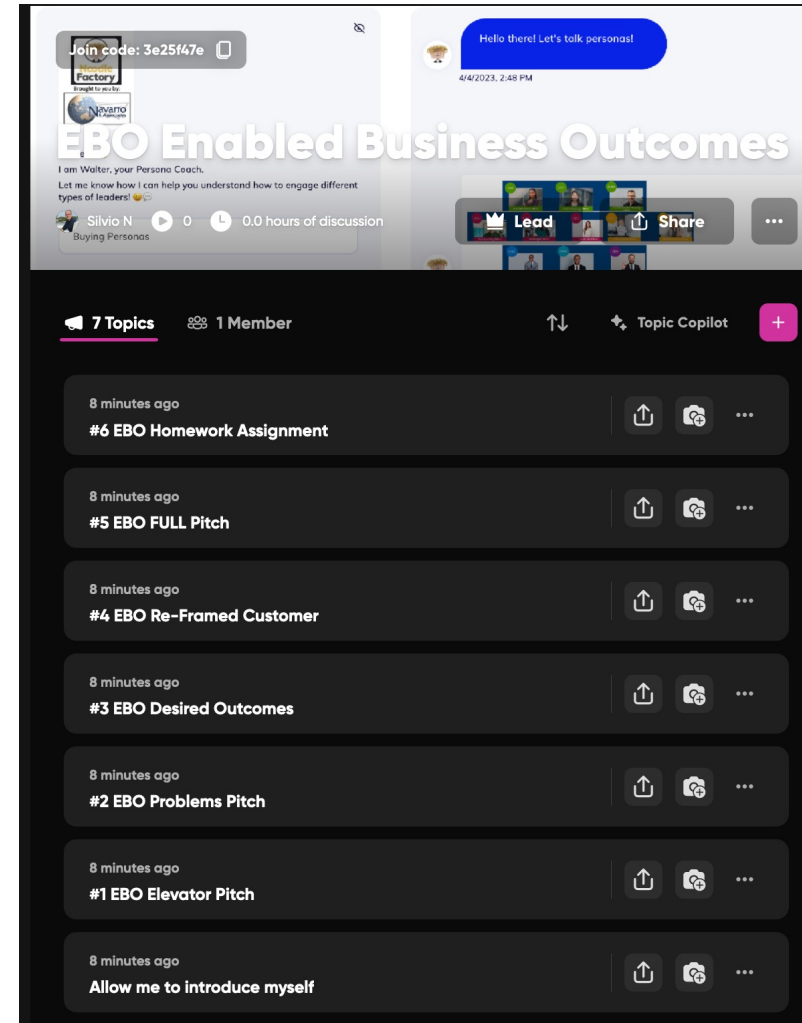 Join code: 3e25f47e
Noodle
Factory
Brought to you by:
Navarro
& Associates
Hello there! Let's talk personas!
4/4/2023, 2:48 PM
EBO Enabled Business Outcomes
I am Walter, your Persona Coach.
Let me know how I can help you understand how to engage different
types of leaders!
Silvio N
0
0.0 hours of discussion
Buying Personas
Lead
Share
7 Topics
1 Member
Topic Copilot
8 minutes ago
#6 EBO Homework Assignment
8 minutes ago
#5 EBO FULL Pitch
8 minutes ago
#4 EBO Re-Framed Customer
8 minutes ago
#3 EBO Desired Outcomes
8 minutes ago
#2 EBO Problems Pitch
8 minutes ago
#1 EBO Elevator Pitch
8 minutes ago
Allow me to introduce myself